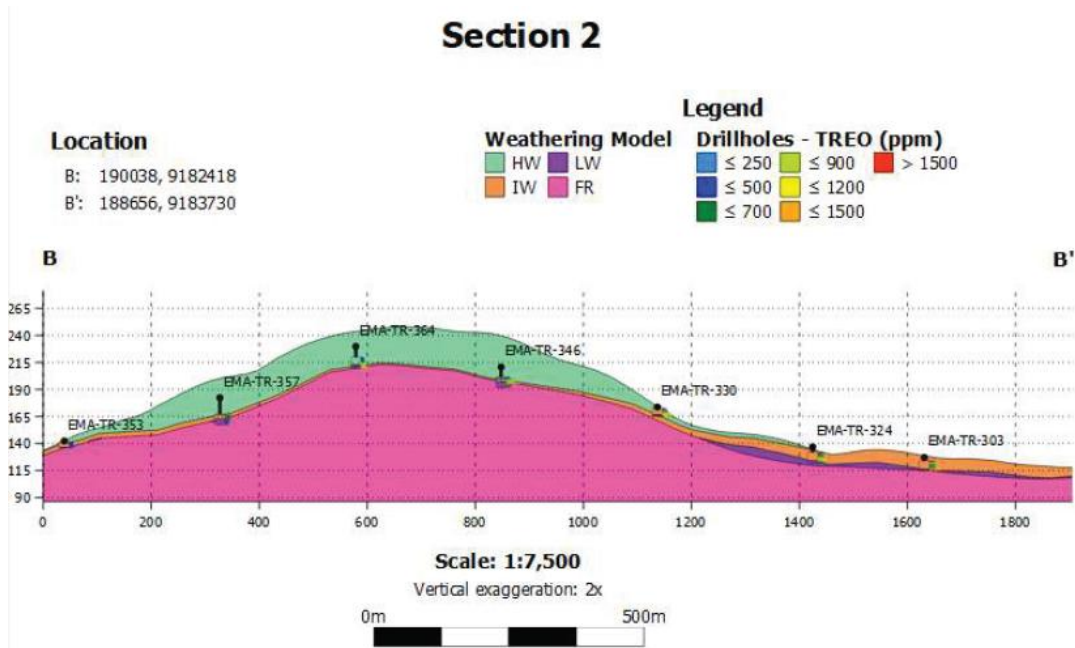 Section 2
Location
B: 190038, 9182418
B': 188656, 9183730
Legend
Weathering Model
HW LW
IW FR
Drillholes - TREO (ppm)
≤ 250 ≤ 900 > 1500
≤ 500 ≤ 1200
≤ 700 ≤ 1500
B B'
265
240
215
190
165
140
115
90
EMA-TR-353
EMA-TR-357
EMA-TR-364
EMA-TR-346
EMA-TR-330
EMA-TR-324
EMA-TR-303
0 200 400 600 800 1000 1200 1400 1600 1800
Scale: 1:7,500
Vertical exaggeration: 2x
0m 500m